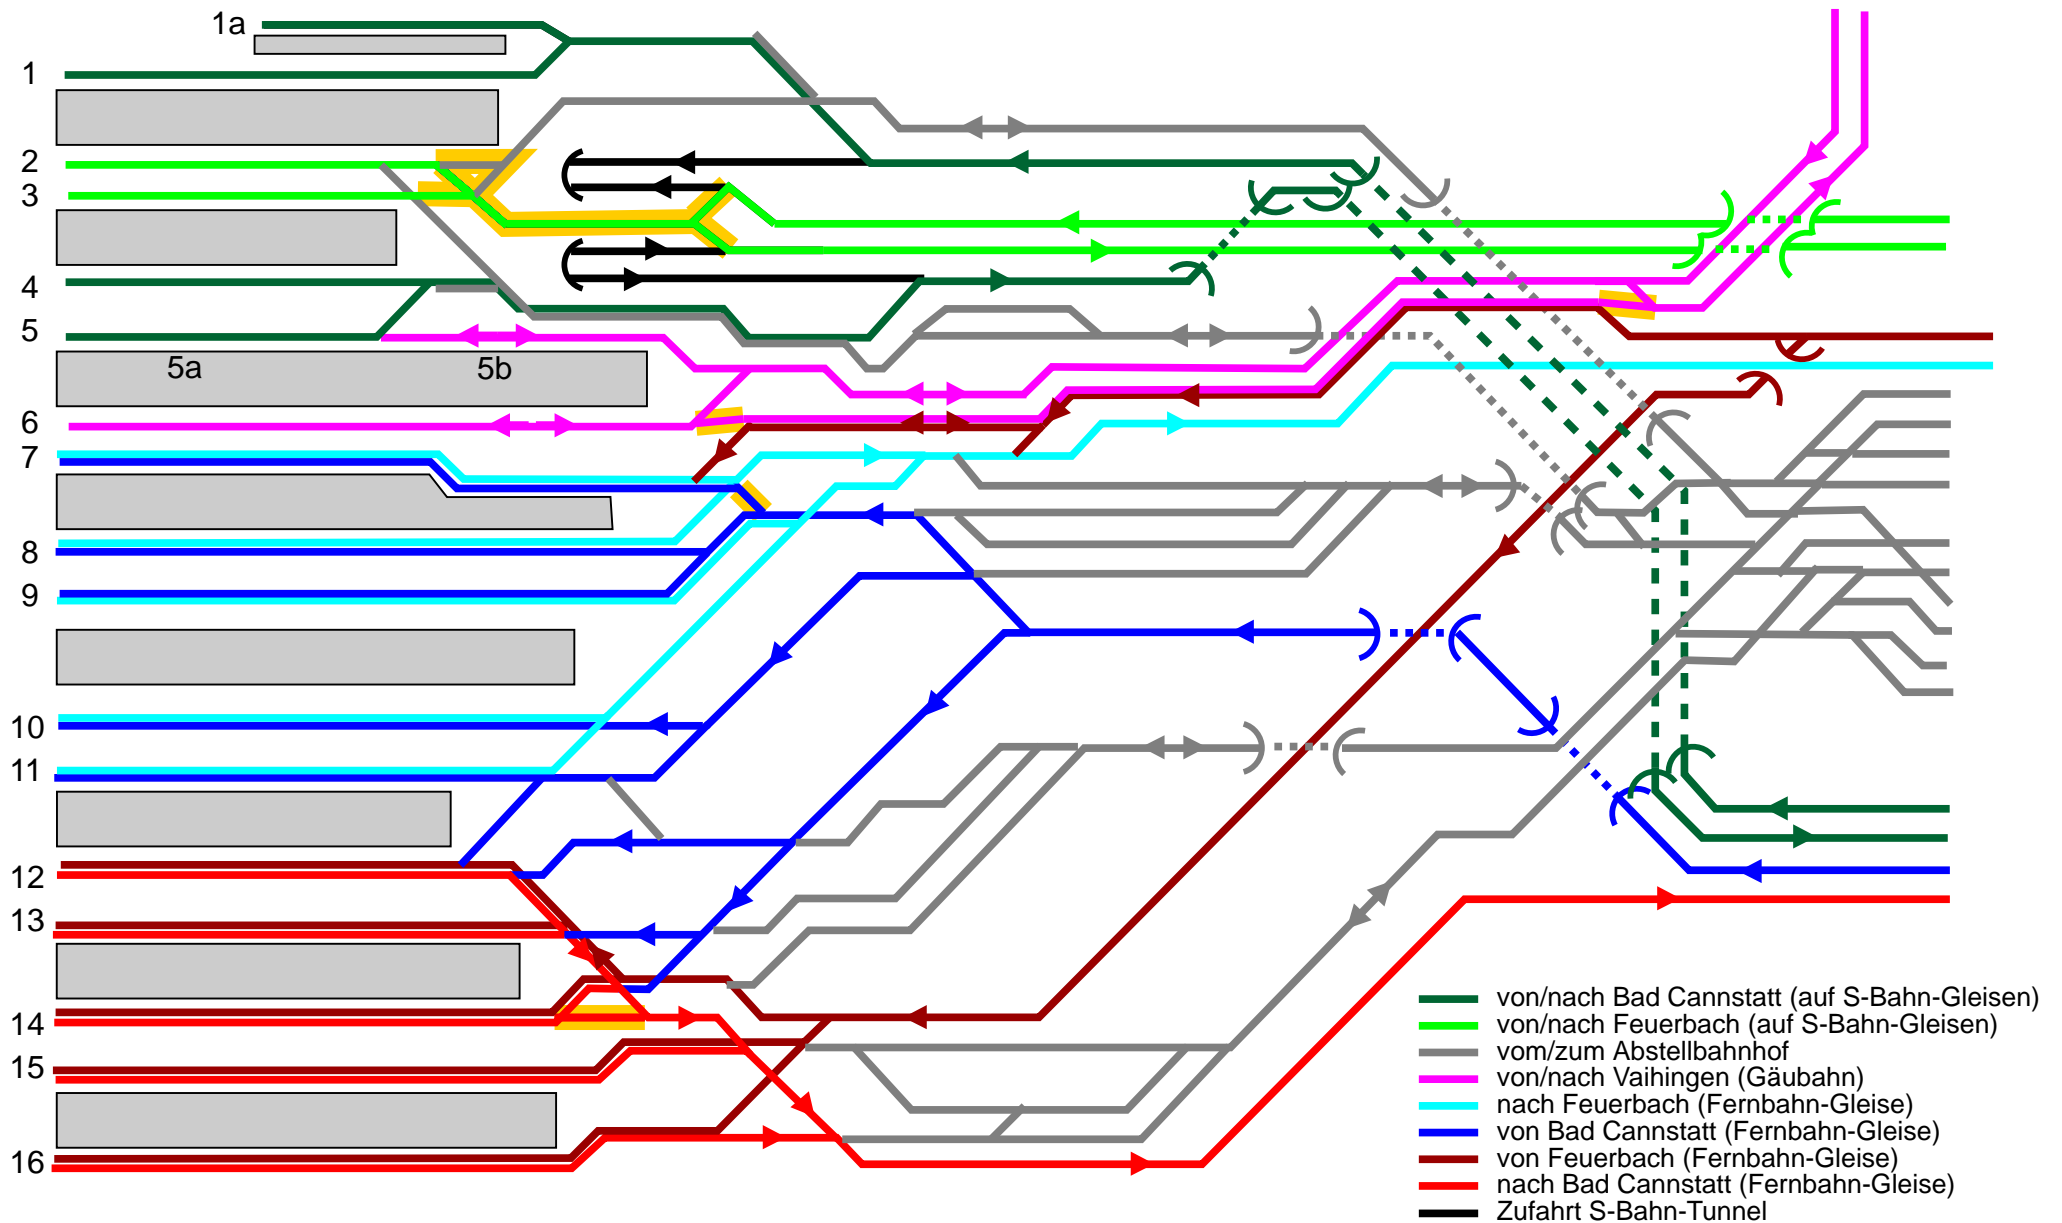 1a
1
2
3
4
5
5a 5b
6
7
8
9
10
11
12
13
14
15
16
von/nach Bad Cannstatt (auf S-Bahn-Gleisen)
von/nach Feuerbach (auf S-Bahn-Gleisen)
vom/zum Abstellbahnhof
von/nach Vaihingen (Gäubahn)
nach Feuerbach (Fernbahn-Gleise)
von Bad Cannstatt (Fernbahn-Gleise)
von Feuerbach (Fernbahn-Gleise)
nach Bad Cannstatt (Fernbahn-Gleise)
Zufahrt S-Bahn-Tunnel